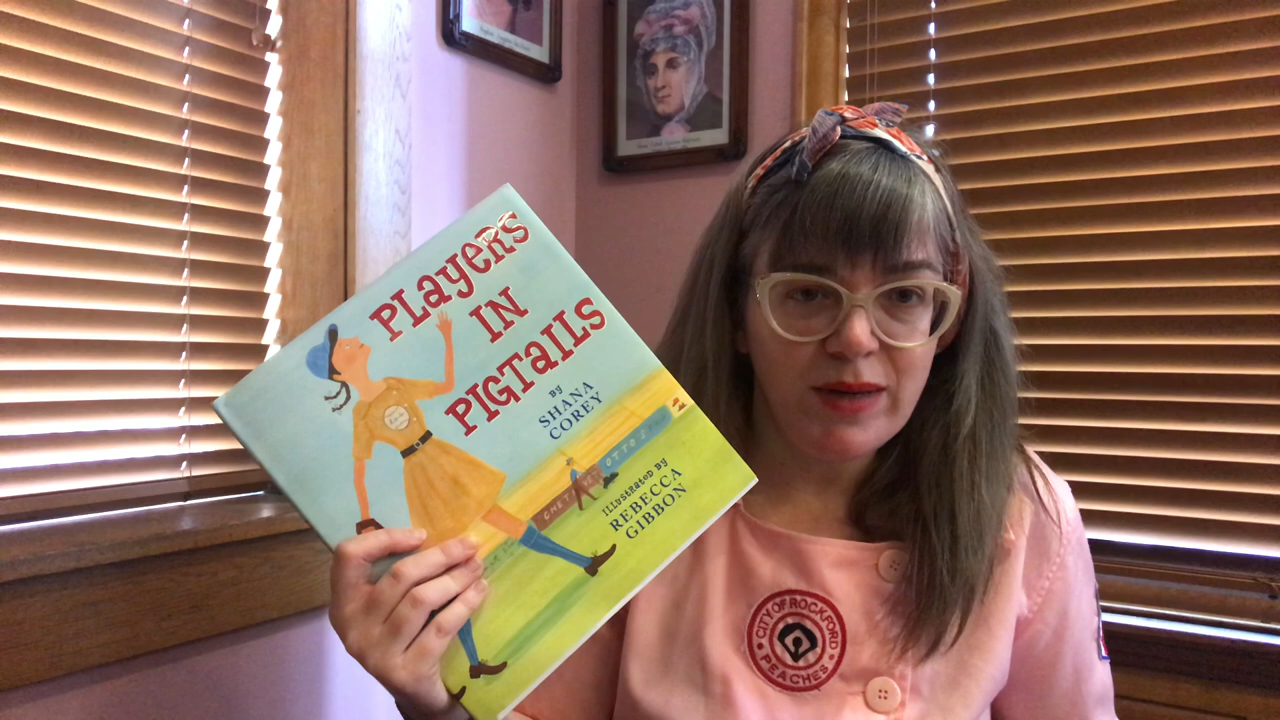 PLAYERS
IN
PIGTAILS
BY
SHANA
COREY
ILLUSTRATED BY
REBECCA
GIBBON
CITY OF ROCKFORD
PEACHES